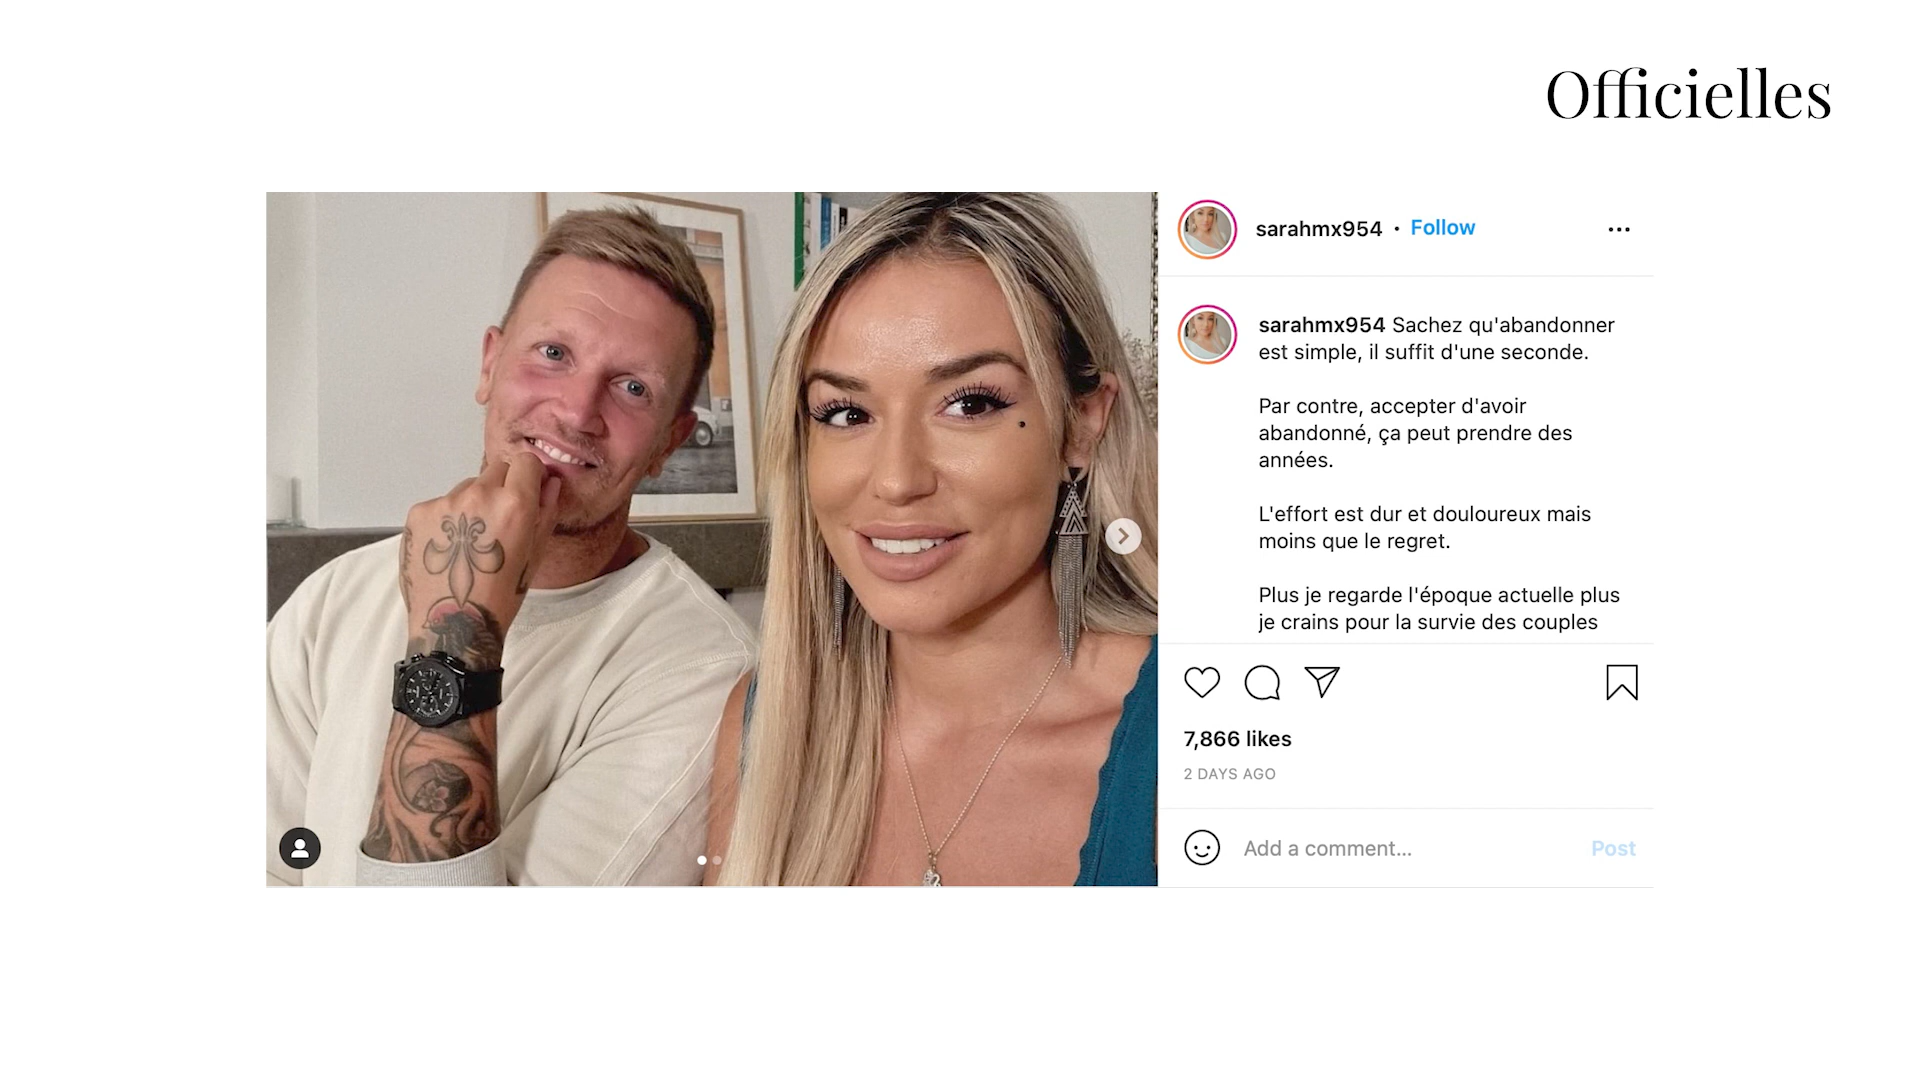 Officielles
sarahmx954 • Follow
sarahmx954 Sachez qu'abandonner
est simple, il suffit d'une seconde.
Par contre, accepter d'avoir
abandonné, ça peut prendre des
années.
L'effort est dur et douloureux mais
moins que le regret.
Plus je regarde l'époque actuelle plus
je crains pour la survie des couples
7,866 likes
2 DAYS AGO
Add a comment...
Post